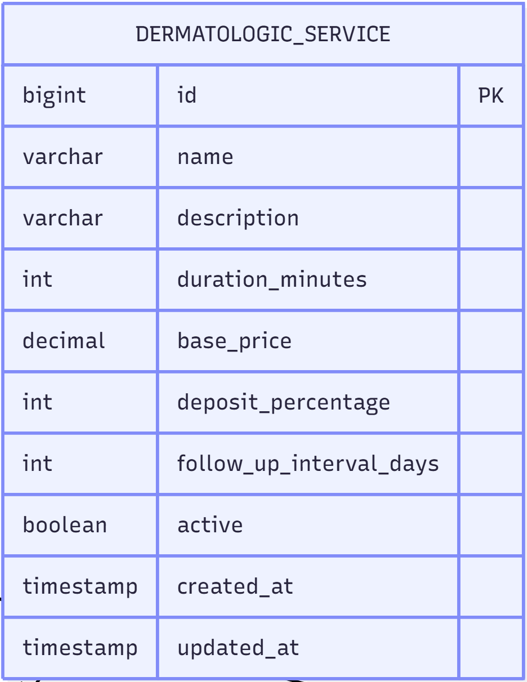 DERMATOLOGIC_SERVICE
bigint id PK
varchar name
varchar description
int duration_minutes
decimal base_price
int deposit_percentage
int follow_up_interval_days
boolean active
timestamp created_at
timestamp updated_at